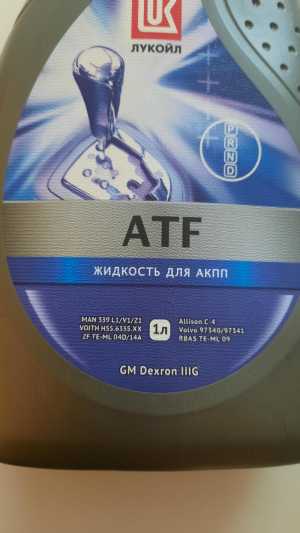 ЛУКОЙЛ
P
R
N
D
ATF
ЖИДКОСТЬ ДЛЯ АКПП
MAN 339 L1/V1/Z1
VOITH H55.6335.XX
ZF TE-ML 04D/14A
1л
Allison C-4
Volvo 97340/97341
RBAS TE-ML 09
GM Dexron IIIG